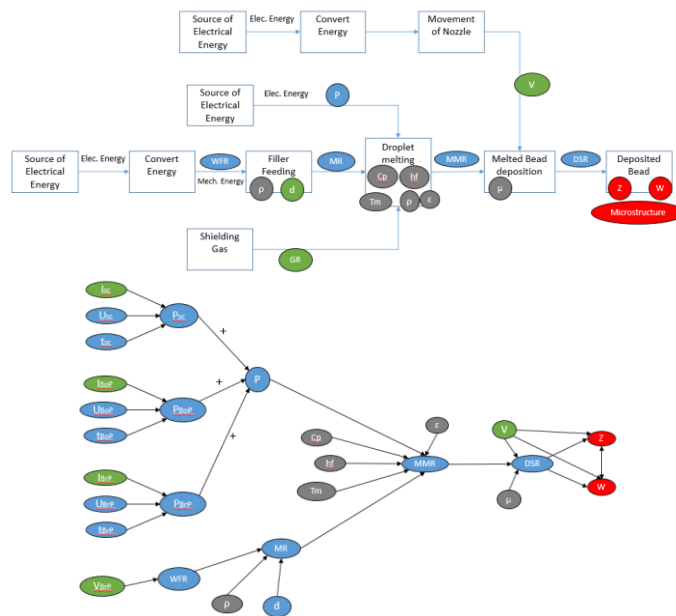 Source of
Electrical
Energy
Elec. Energy
Convert
Energy
Movement
of Nozzle
V
Source of
Electrical
Energy
Elec. Energy
P
Source of
Electrical
Energy
Elec. Energy
Convert
Energy
WFR
Mech. Energy
Filler
Feeding
ρ
d
MR
Droplet
melting
Cp
hf
Tm
ρ
ε
MMR
Melted Bead
deposition
μ
DSR
Deposited
Bead
Z
W
Microstructure
Shielding
Gas
GR
Isc
Usc
tsc
Psc
+
IBoP
UBoP
tBoP
PBoP
+
P
IBrP
UBrP
tBrP
PBrP
+
Cp
hf
Tm
ε
MMR
V
DSR
μ
Z
W
MR
VBrP
WFR
ρ
d